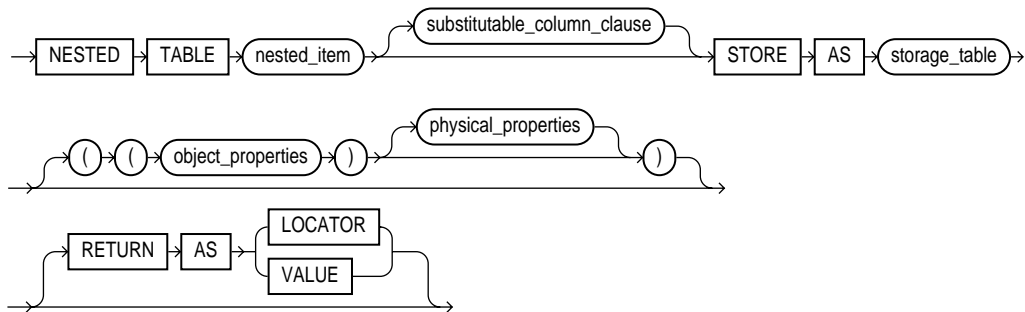 substitutable_column_clause
NESTED TABLE nested_item STORE AS storage_table
physical_properties
( ( object_properties ) )
LOCATOR
RETURN AS
VALUE